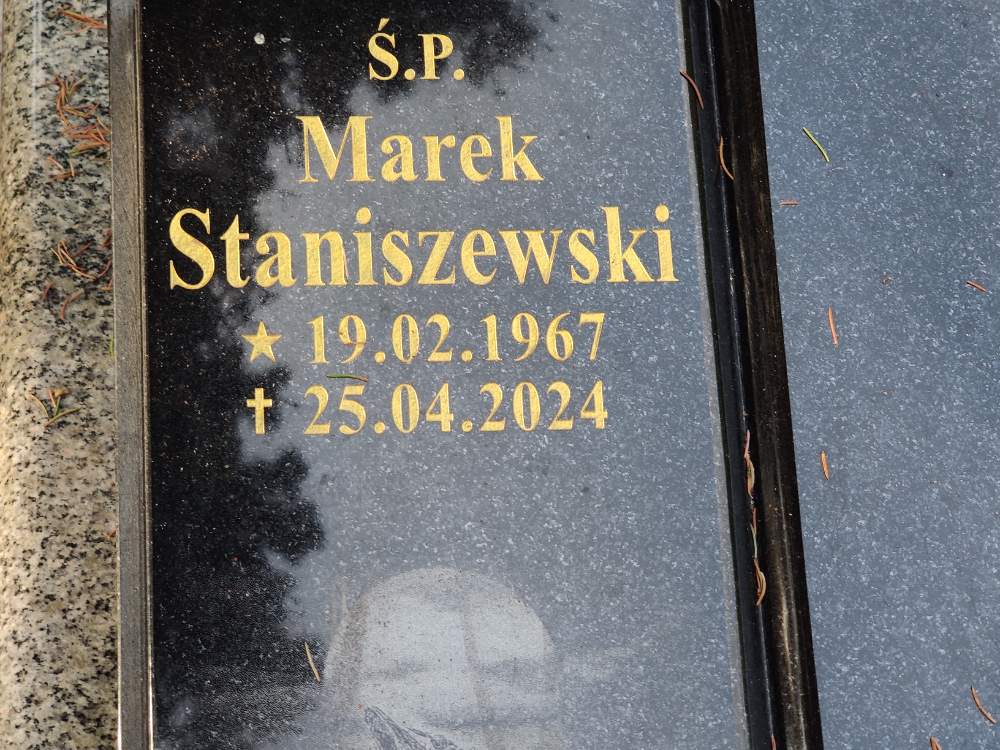 Ś.P.
Marek
Staniszewski
★ 19.02.1967
✝ 25.04.2024